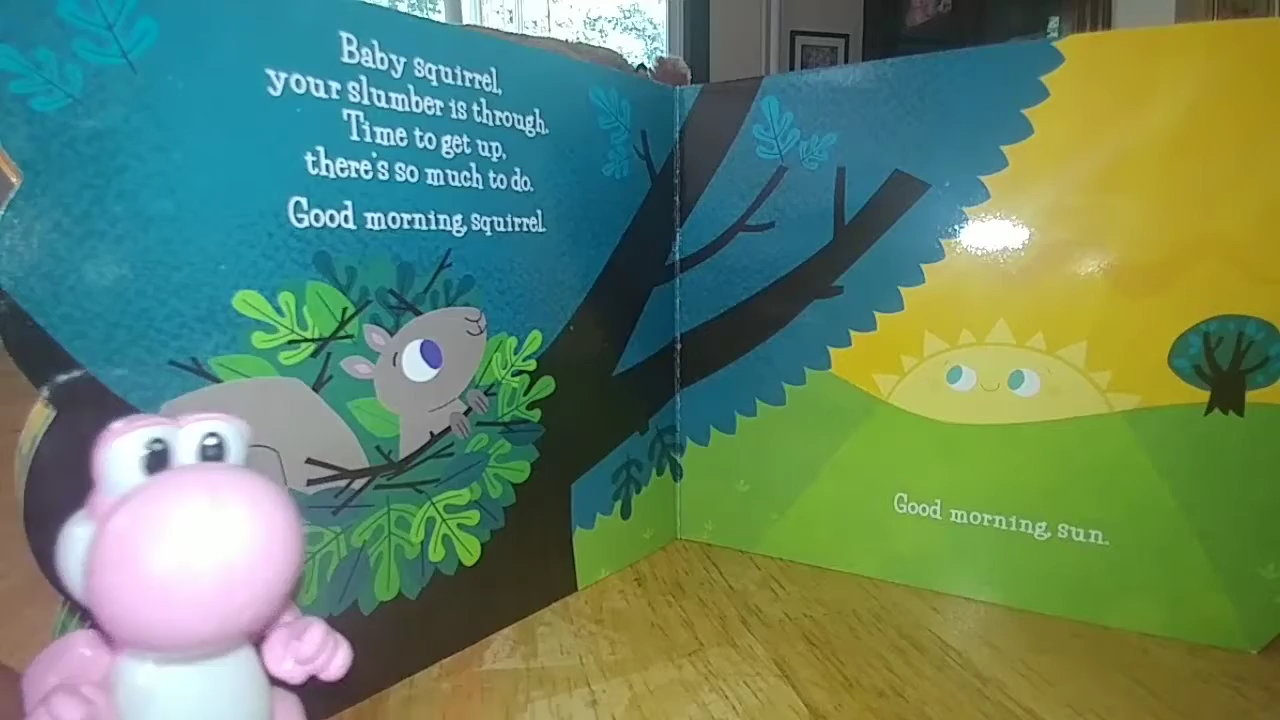 Baby squirrel,
your slumber is through.
Time to get up,
there's so much to do.
Good morning, squirrel.
Good morning, sun.